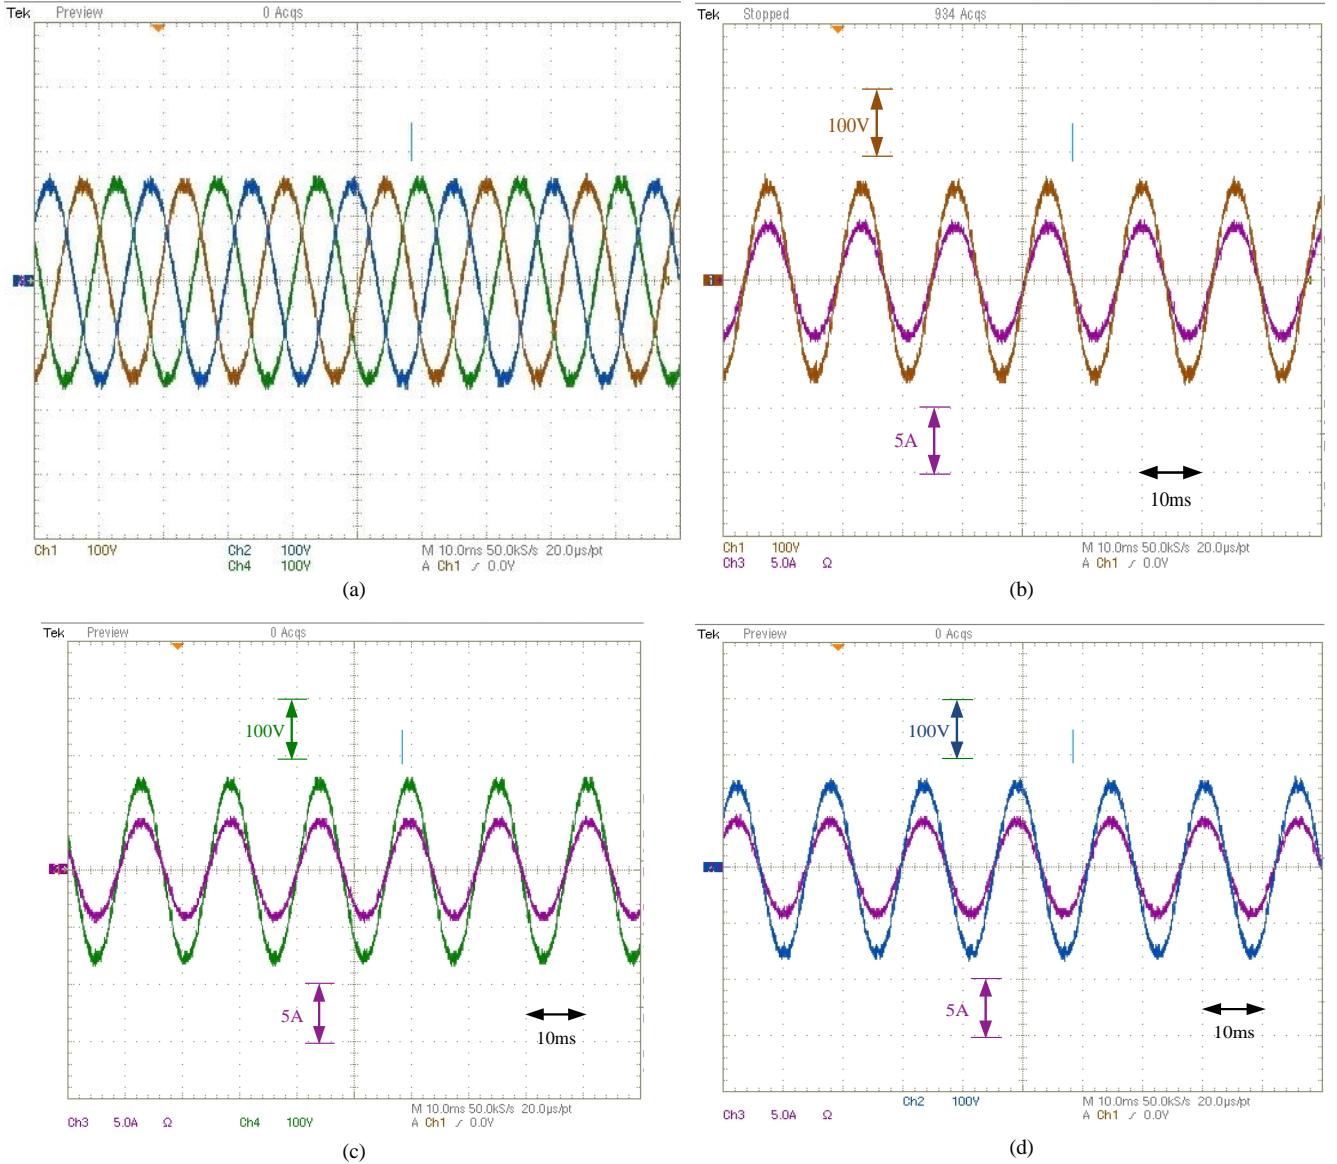 Tek Preview 0 Acqs
Ch1 100V Ch2 100V M 10.0ms 50.0kS/s 20.0µs/pt
Ch4 100V A Ch1 ⁄ 0.0V
(a)
Tek Stopped 934 Acqs
100V
5A
10ms
Ch1 100V M 10.0ms 50.0kS/s 20.0µs/pt
Ch3 5.0A Ω A Ch1 ⁄ 0.0V
(b)
Tek Preview 0 Acqs
100V
5A
10ms
M 10.0ms 50.0kS/s 20.0µs/pt
Ch3 5.0A Ω Ch4 100V A Ch1 ⁄ 0.0V
(c)
Tek Preview 0 Acqs
100V
5A
10ms
Ch2 100V M 10.0ms 50.0kS/s 20.0µs/pt
Ch3 5.0A Ω A Ch1 ⁄ 0.0V
(d)